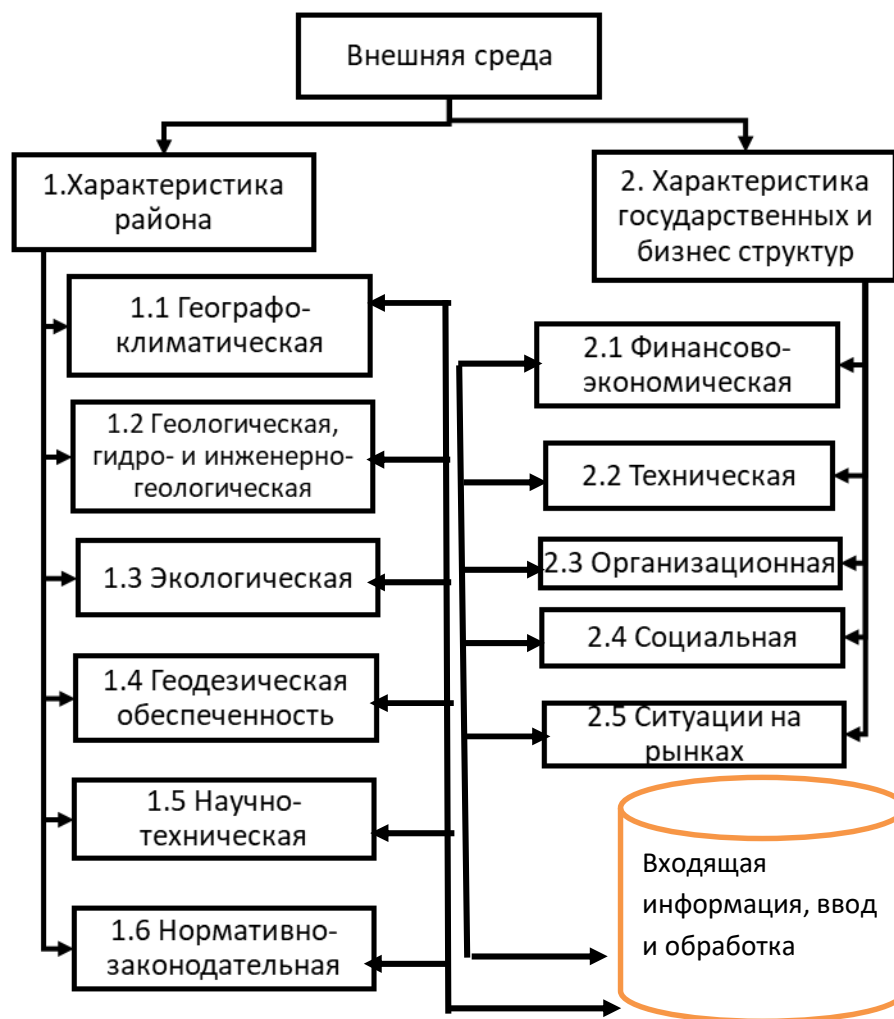 Внешняя среда
1.Характеристика
района
2. Характеристика
государственных и
бизнес структур
1.1 Географо-
климатическая
1.2 Геологическая,
гидро- и инженерно-
геологическая
1.3 Экологическая
1.4 Геодезическая
обеспеченность
1.5 Научно-
техническая
1.6 Нормативно-
законодательная
2.1 Финансово-
экономическая
2.2 Техническая
2.3 Организационная
2.4 Социальная
2.5 Ситуации на
рынках
Входящая
информация, ввод
и обработка